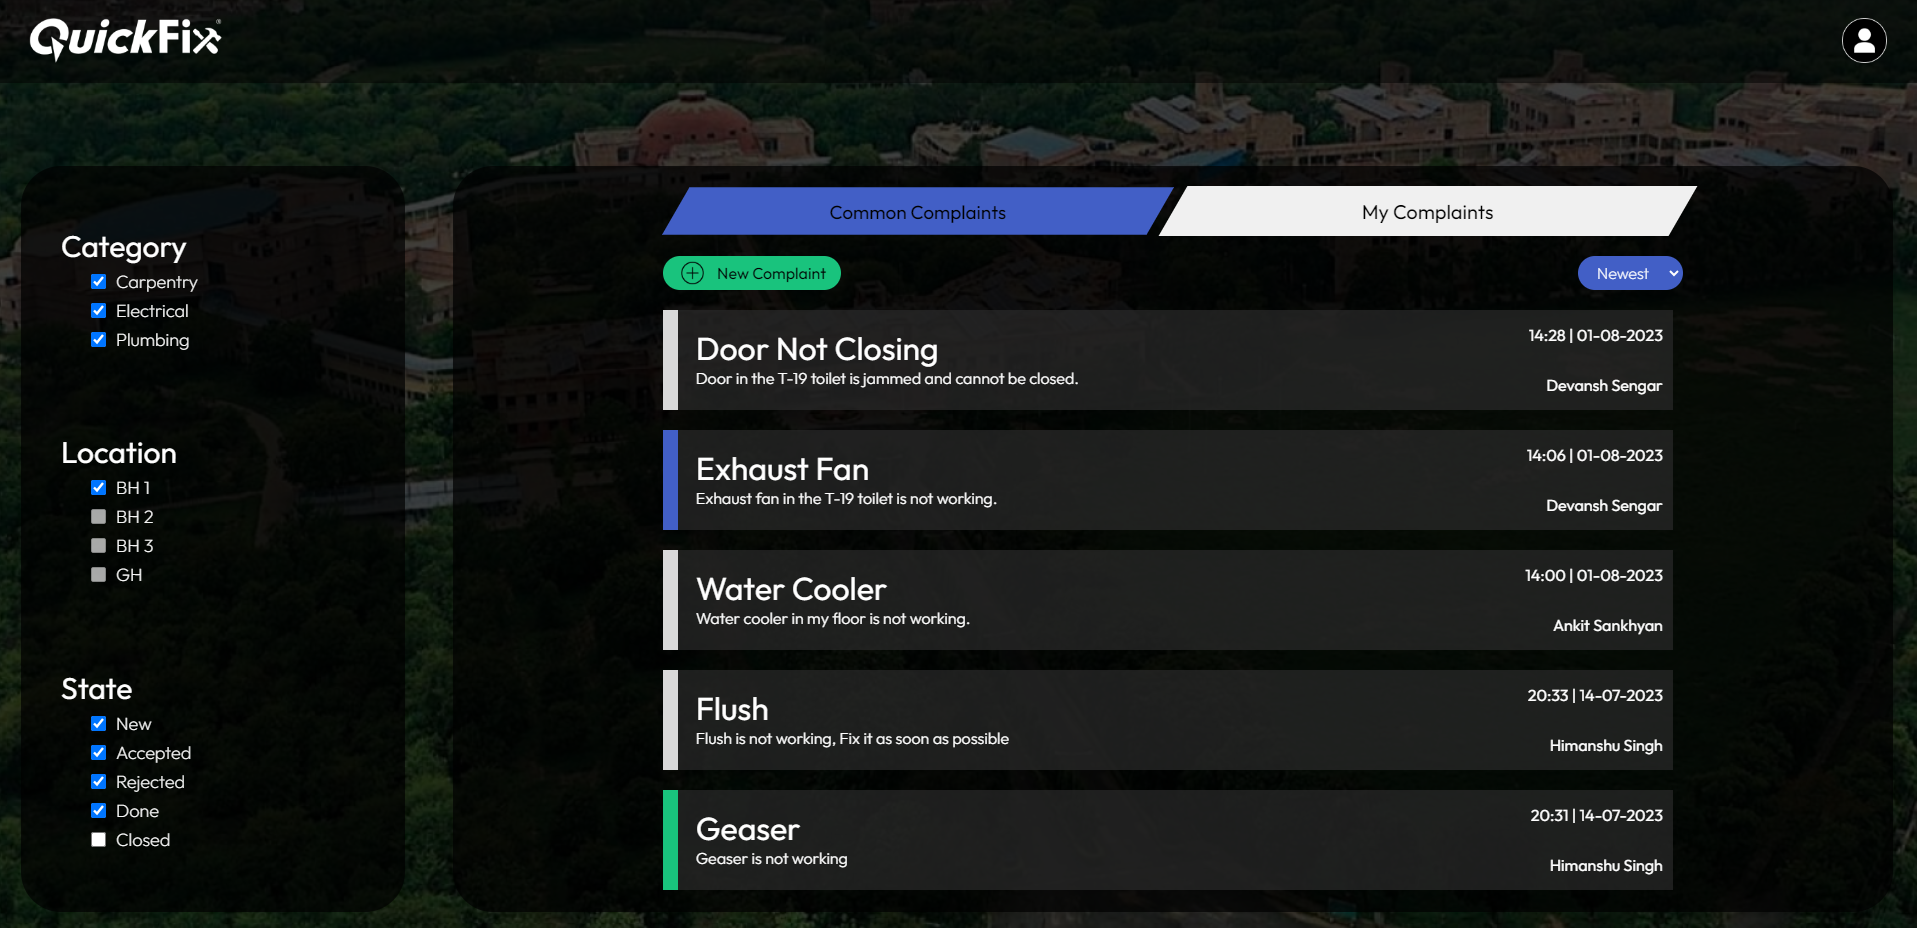 QuickFix®
Category
Carpentry
Electrical
Plumbing
Location
BH 1
BH 2
BH 3
GH
State
New
Accepted
Rejected
Done
Closed
Common Complaints
My Complaints
New Complaint
Newest
Door Not Closing
Door in the T-19 toilet is jammed and cannot be closed.
14:28 | 01-08-2023
Devansh Sengar
Exhaust Fan
Exhaust fan in the T-19 toilet is not working.
14:06 | 01-08-2023
Devansh Sengar
Water Cooler
Water cooler in my floor is not working.
14:00 | 01-08-2023
Ankit Sankhyan
Flush
Flush is not working, Fix it as soon as possible
20:33 | 14-07-2023
Himanshu Singh
Geaser
Geaser is not working
20:31 | 14-07-2023
Himanshu Singh